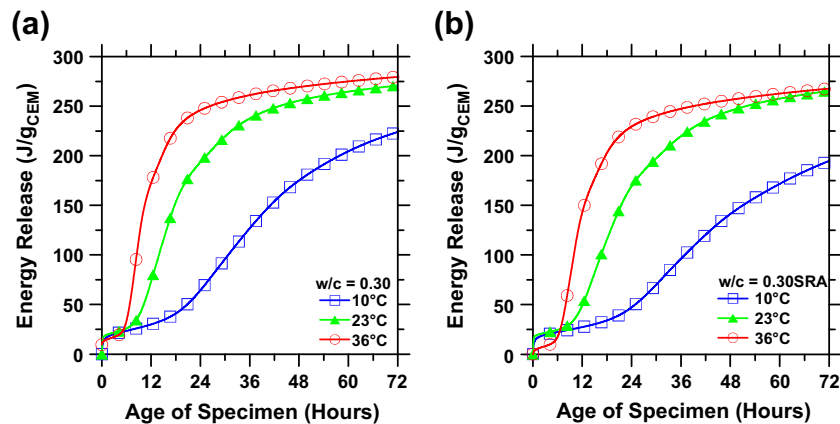 (a)
Energy Release (J/gCEM)
300
250
200
150
100
50
0
w/c = 0.30
10°C
23°C
36°C
0 12 24 36 48 60 72
Age of Specimen (Hours)
(b)
Energy Release (J/gCEM)
300
250
200
150
100
50
0
w/c = 0.30SRA
10°C
23°C
36°C
0 12 24 36 48 60 72
Age of Specimen (Hours)